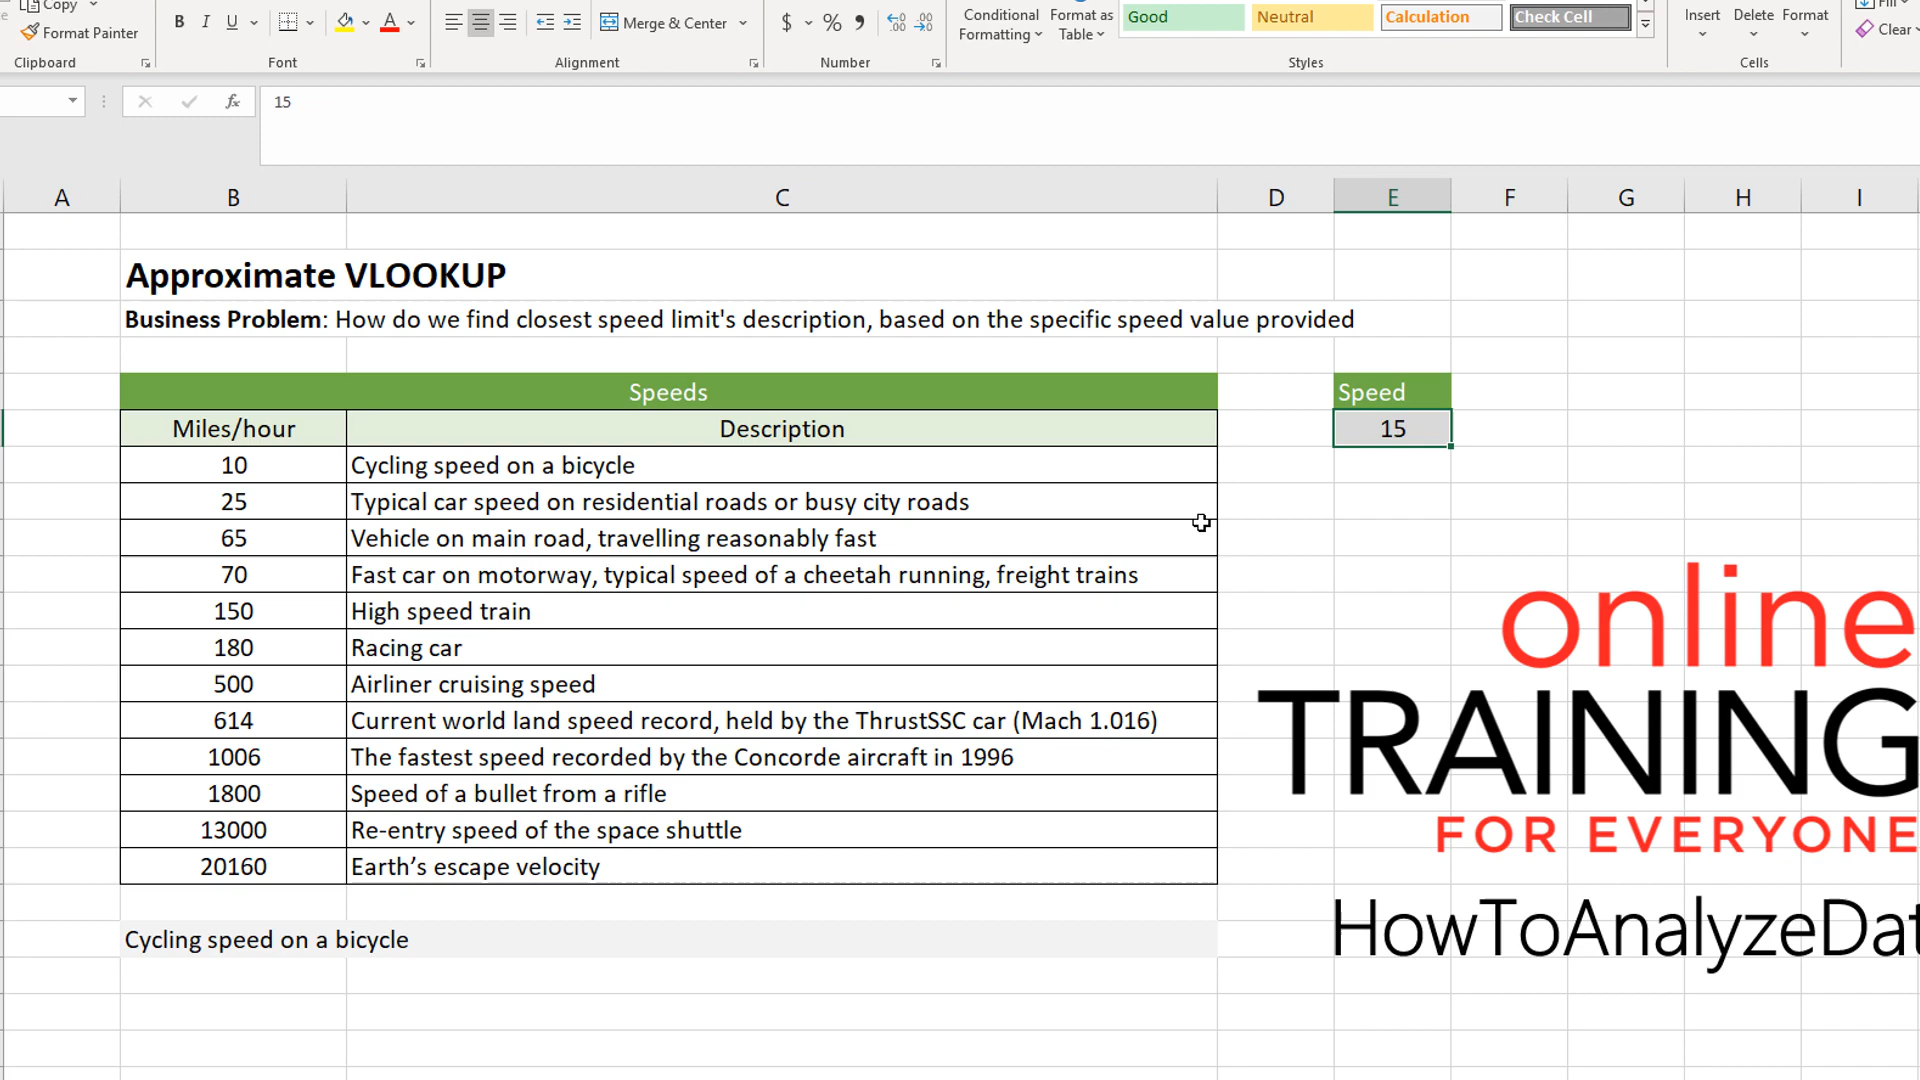 Copy
Format Painter
B I U A
Merge & Center
$ % 9
Conditional
Formatting
Format as
Table
Good Neutral Calculation Check Cell
Insert Delete Format
Clear
Clipboard Font Alignment Number Styles Cells
fx 15
A B C D E F G H I
Approximate VLOOKUP
Business Problem: How do we find closest speed limit's description, based on the specific speed value provided
Speeds Speed
Miles/hour Description 15
10 Cycling speed on a bicycle
25 Typical car speed on residential roads or busy city roads
65 Vehicle on main road, travelling reasonably fast
70 Fast car on motorway, typical speed of a cheetah running, freight trains
150 High speed train
180 Racing car
500 Airliner cruising speed
614 Current world land speed record, held by the ThrustSSC car (Mach 1.016)
1006 The fastest speed recorded by the Concorde aircraft in 1996
1800 Speed of a bullet from a rifle
13000 Re-entry speed of the space shuttle
20160 Earth’s escape velocity
Cycling speed on a bicycle
online
TRAINING
FOR EVERYONE
HowToAnalyzeDat